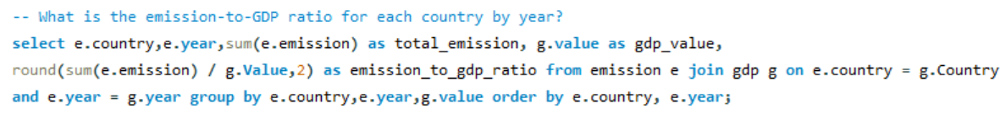 -- What is the emission-to-GDP ratio for each country by year?
select e.country,e.year,sum(e.emission) as total_emission, g.value as gdp_value,
round(sum(e.emission) / g.Value,2) as emission_to_gdp_ratio from emission e join gdp g on e.country = g.Country
and e.year = g.year group by e.country,e.year,g.value order by e.country, e.year;